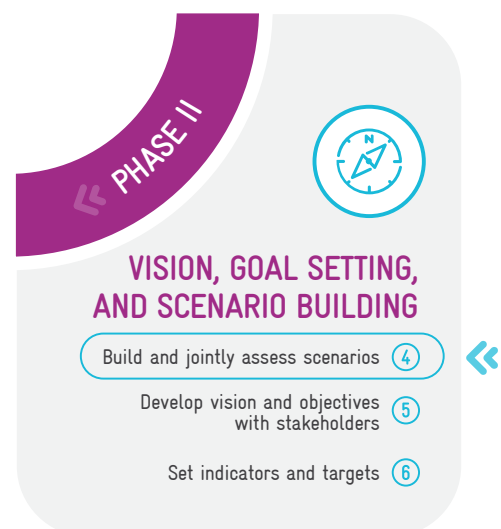 PHASE II
N
VISION, GOAL SETTING,
AND SCENARIO BUILDING
Build and jointly assess scenarios 4
Develop vision and objectives
with stakeholders 5
Set indicators and targets 6